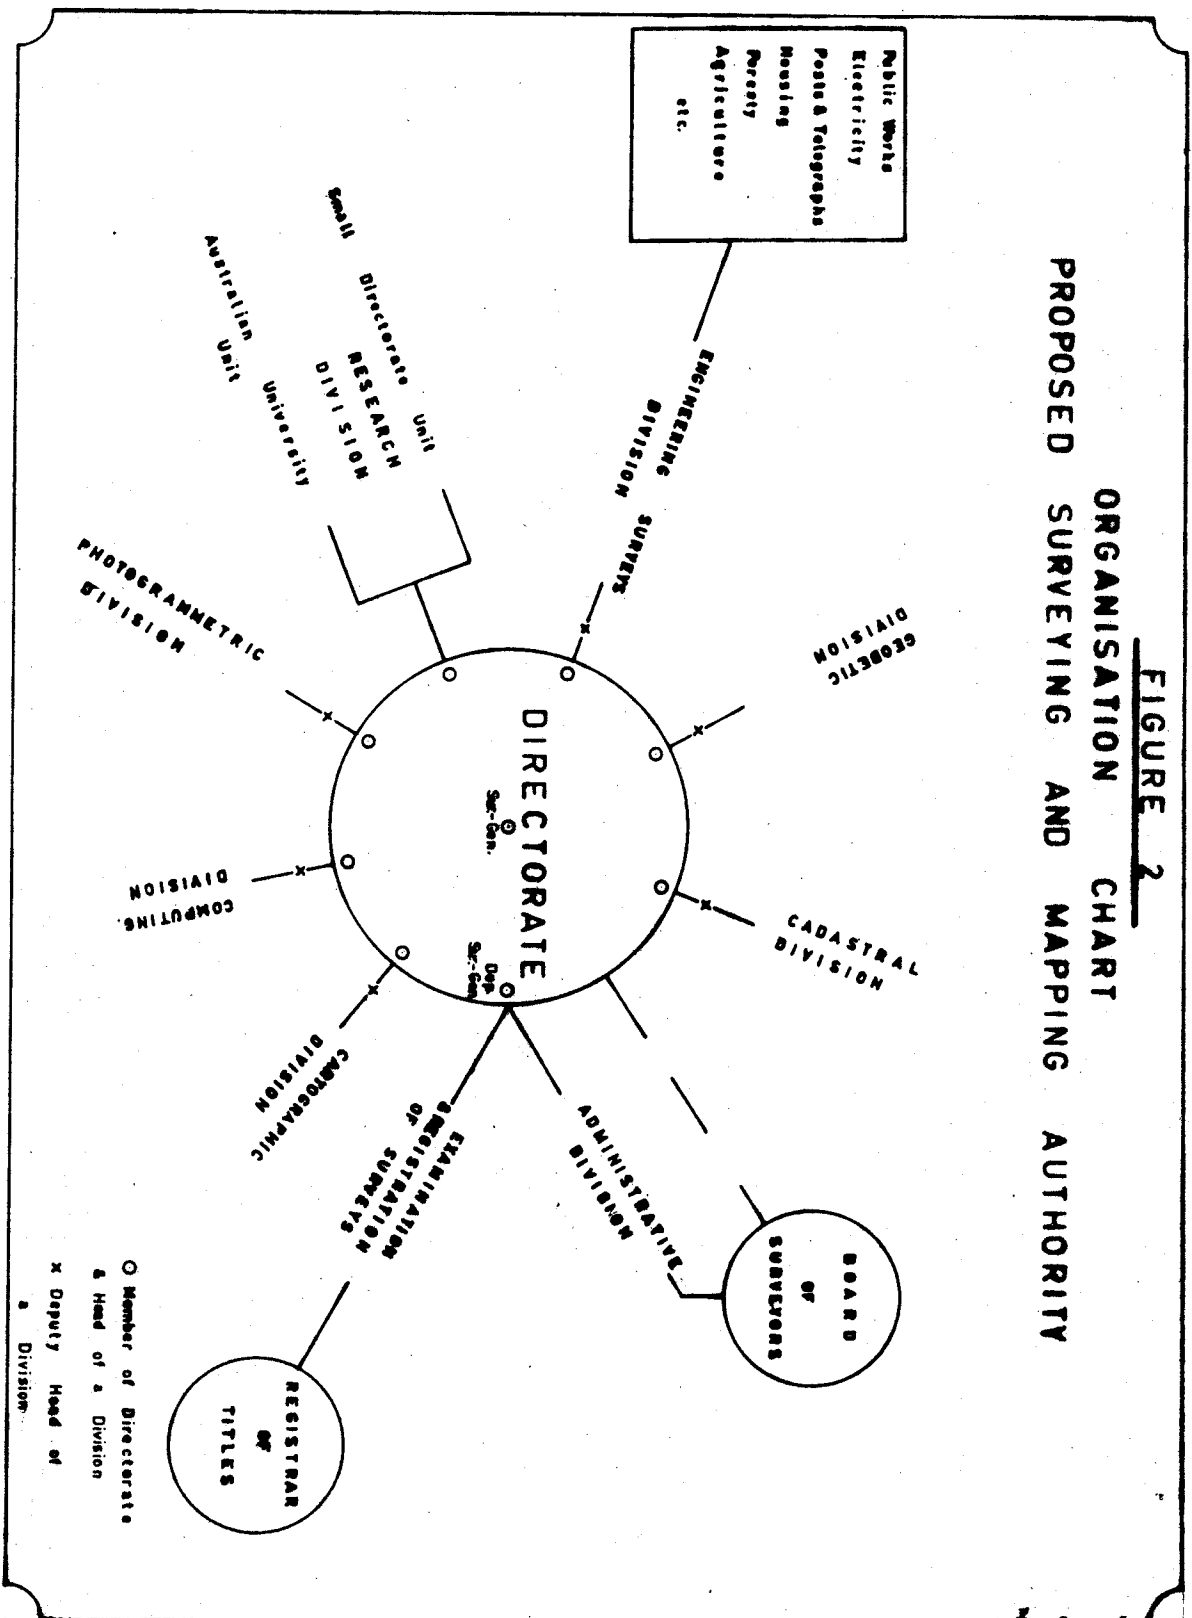 FIGURE 2
ORGANISATION CHART
PROPOSED SURVEYING AND MAPPING AUTHORITY
Public Works
Electricity
Posts & Telegraphs
Housing
Foresty
Agriculture
etc.
ENGINEERING SURVEYS
DIVISION
GEODETIC
DIVISION
CADASTRAL
DIVISION
Small Directorate Unit
RESEARCH
DIVISION
Australian University
Unit
PHOTOGRAMMETRIC
DIVISION
DIRECTORATE
Sur.-Gen.
Dep.
Sur.-Gen
COMPUTING
DIVISION
CARTOGRAPHIC
DIVISION
EXAMINATION
& REGISTRATION
OF SURVEYS
ADMINISTRATIVE
DIVISION
BOARD
OF
SURVEYORS
REGISTRAR
OF
TITLES
O Member of Directorate
& Head of a Division
x Deputy Head of
a Division